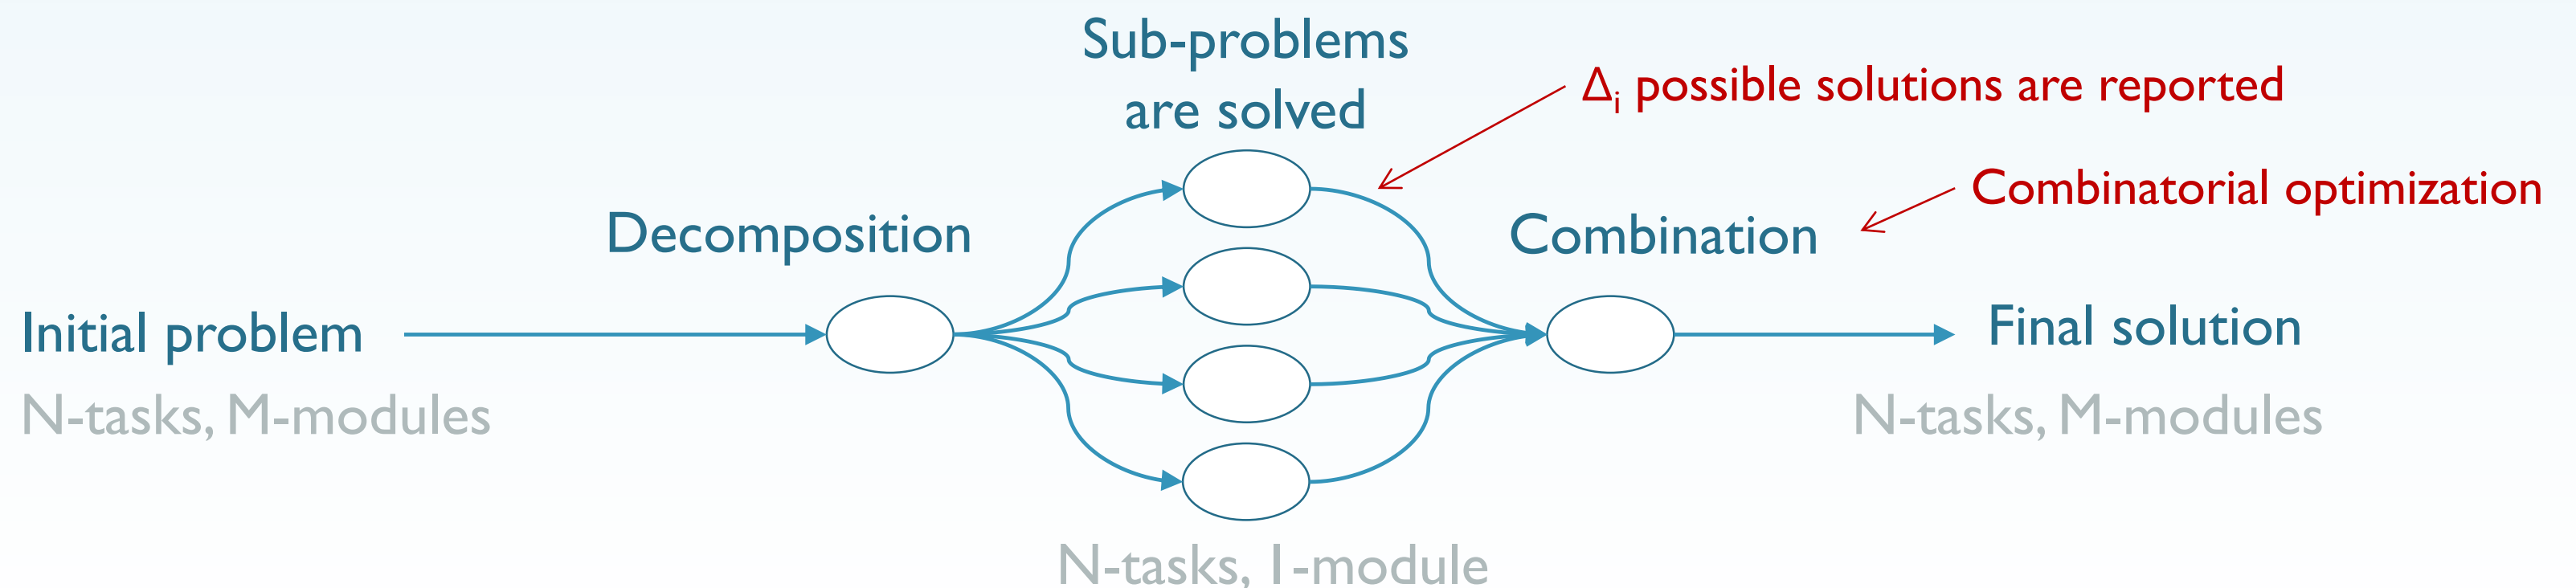 Sub-problems
are solved
Δᵢ possible solutions are reported
Combinatorial optimization
Decomposition
Combination
Initial problem
Final solution
N-tasks, M-modules
N-tasks, M-modules
N-tasks, 1-module